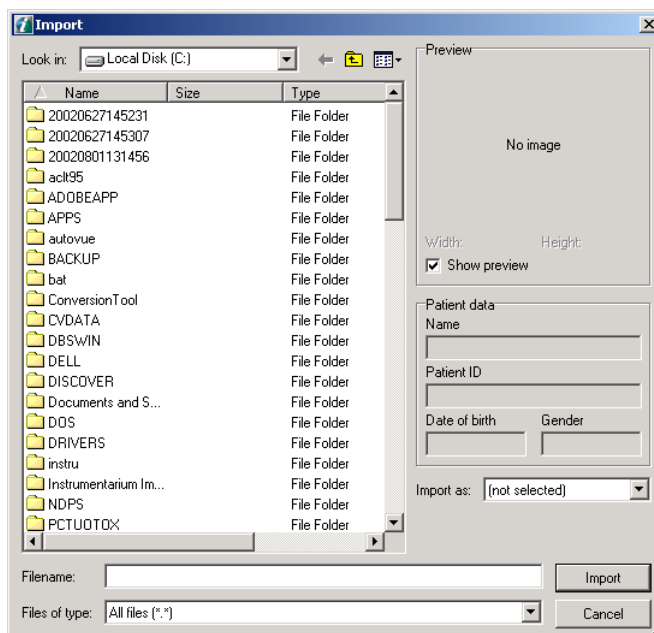 Import
Look in: Local Disk (C:)
Name Size Type
20020627145231 File Folder
20020627145307 File Folder
20020801131456 File Folder
aclt95 File Folder
ADOBEAPP File Folder
APPS File Folder
autovue File Folder
BACKUP File Folder
bat File Folder
ConversionTool File Folder
CVDATA File Folder
DBSWIN File Folder
DELL File Folder
DISCOVER File Folder
Documents and S... File Folder
DOS File Folder
DRIVERS File Folder
instru File Folder
Instrumentarium Im... File Folder
NDPS File Folder
PCTUOTOX File Folder
Preview
No image
Width: Height:
Show preview
Patient data
Name
Patient ID
Date of birth Gender
Import as: (not selected)
Filename: Import
Files of type: All files (*.*) Cancel